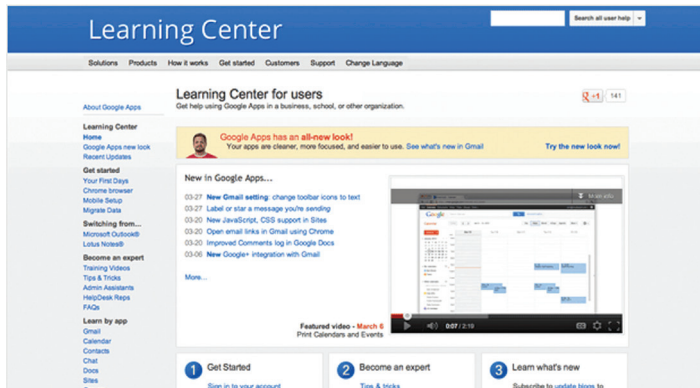 Learning Center
Search all user help
Solutions Products How it works Get started Customers Support Change Language
About Google Apps
Learning Center
Home
Google Apps new look
Recent Updates
Get started
Your First Days
Chrome browser
Mobile Setup
Migrate Data
Switching from...
Microsoft Outlook®
Lotus Notes®
Become an expert
Training Videos
Tips & Tricks
Admin Assistants
HelpDesk Reps
FAQs
Learn by app
Gmail
Calendar
Contacts
Chat
Docs
Sites
Learning Center for users
+1 141
Get help using Google Apps in a business, school, or other organization.
Google Apps has an all-new look!
Your apps are cleaner, more focused, and easier to use. See what's new in Gmail Try the new look now!
New in Google Apps...
03-27 New Gmail setting: change toolbar icons to text
03-27 Label or star a message you're sending
03-20 New JavaScript, CSS support in Sites
03-20 Open email links in Gmail using Chrome
03-20 Improved Comments log in Google Docs
03-06 New Google+ integration with Gmail
More...
More info
Google
0:07 / 2:19
Featured video - March 6
Print Calendars and Events
1 Get Started
Sign in to your account
2 Become an expert
Tips & tricks
3 Learn what's new
Subscribe to update blogs to